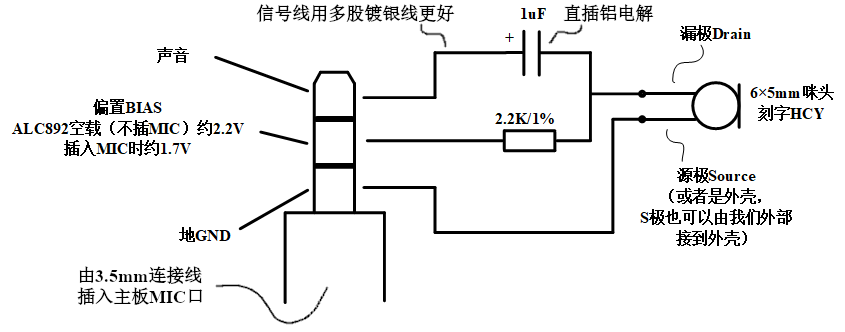 信号线用多股镀银线更好
1uF
直插铝电解
+
声音
漏极Drain
偏置BIAS
ALC892空载（不插MIC）约2.2V
插入MIC时约1.7V
2.2K/1%
6×5mm咪头
刻字HCY
源极Source
（或者是外壳，
S极也可以由我们外部
接到外壳）
地GND
由3.5mm连接线
插入主板MIC口